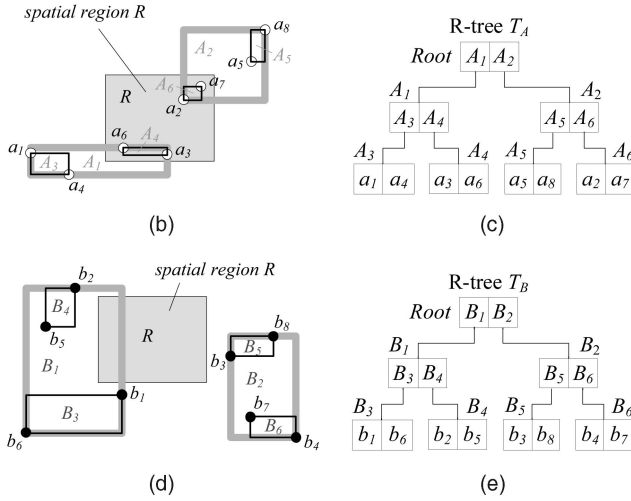 spatial region R
a8
A2
a5
A5
R
a7
A6
a2
a6
A4
a1
A3
A1
a3
a4
(b)
R-tree TA
Root A1 A2
A1 A2
A3 A4 A5 A6
A3 A4 A5 A6
a1 a4 a3 a6 a5 a8 a2 a7
(c)
spatial region R
b2
B4
b5
R
B1
b8
b3
B5
B2
b1
b7
B3
B6
b6
b4
(d)
R-tree TB
Root B1 B2
B1 B2
B3 B4 B5 B6
B3 B4 B5 B6
b1 b6 b2 b5 b3 b8 b4 b7
(e)